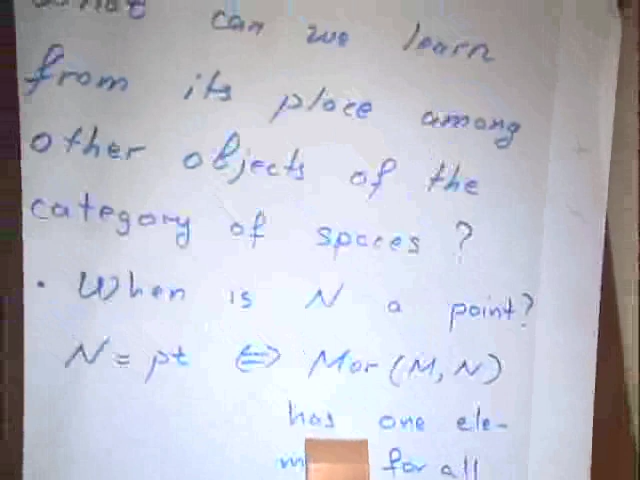 can we learn
from its place among
other objects of the
category of spaces ?
· When is N a point?
N = pt ⇔ Mor (M, N)
has one ele-
for all